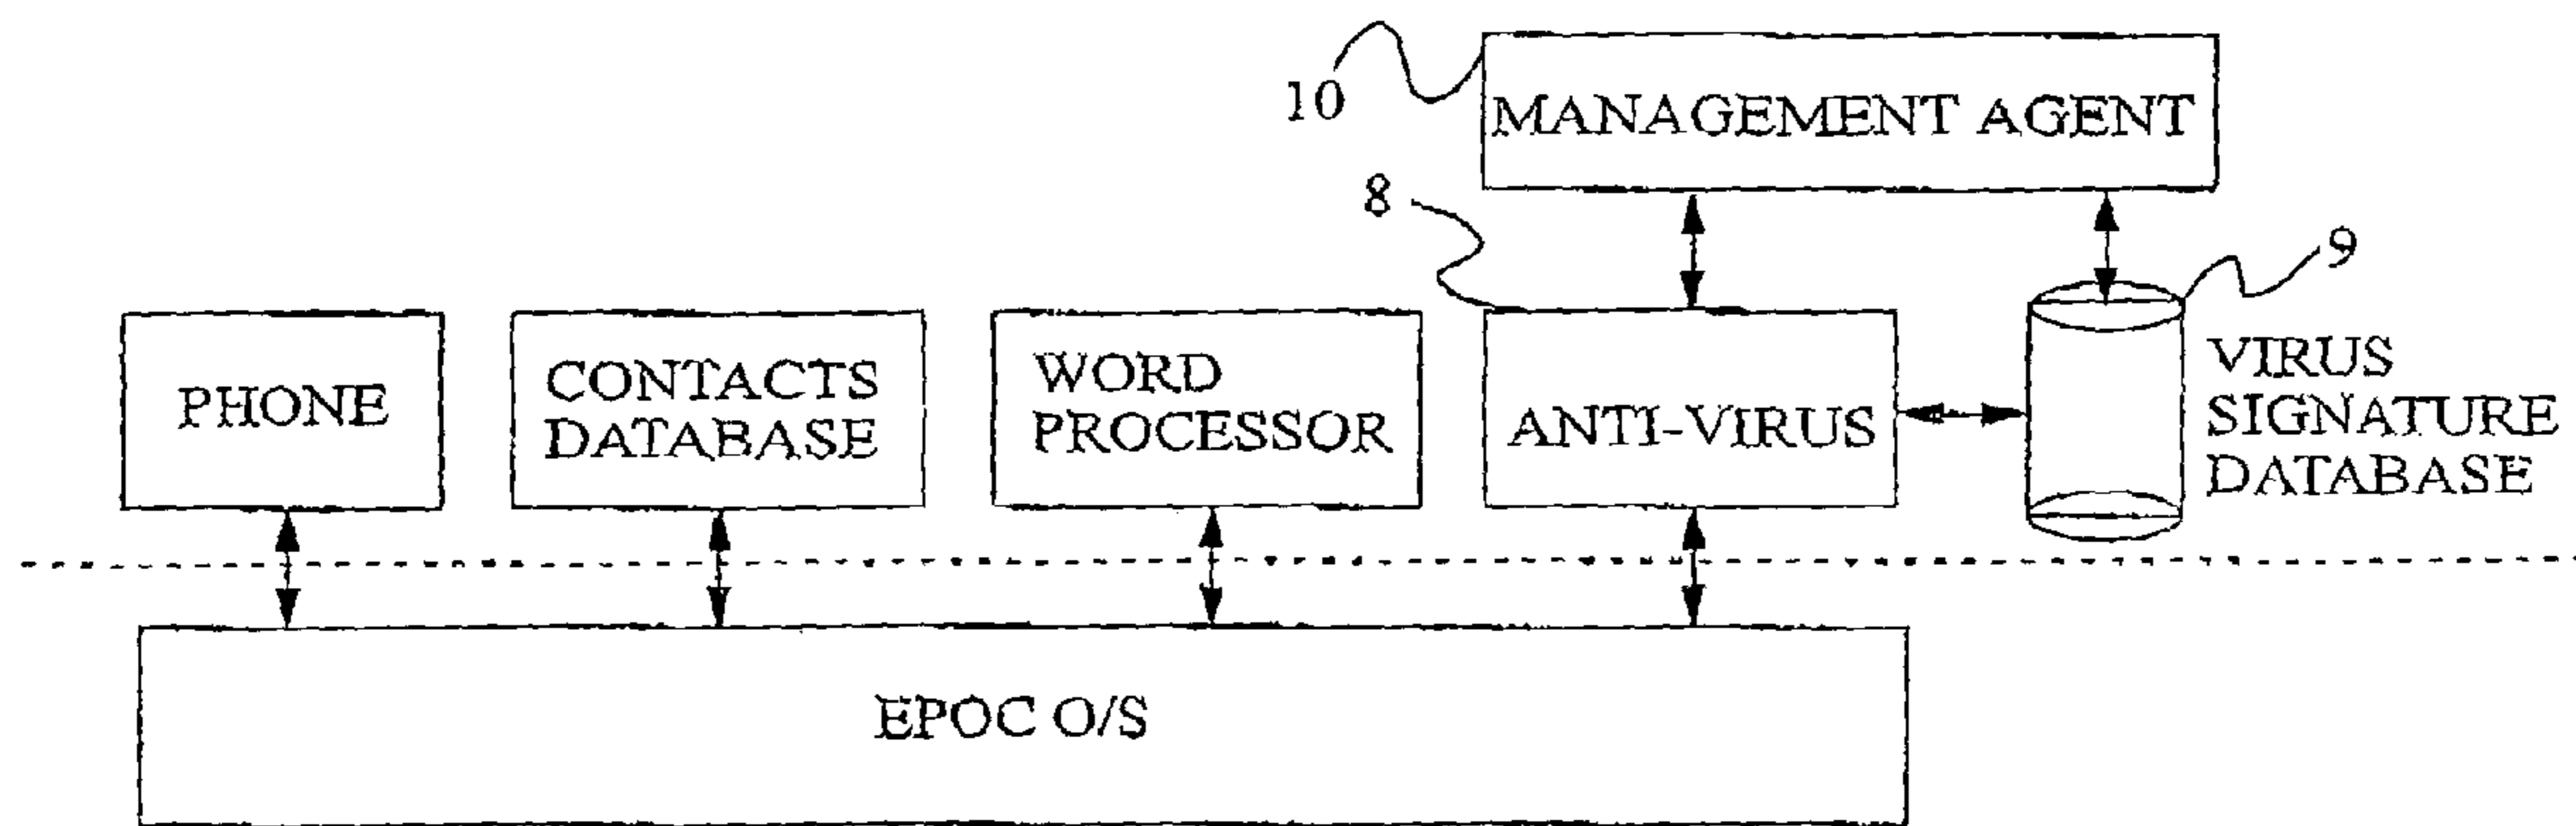 10
MANAGEMENT AGENT
8
9
PHONE
CONTACTS
DATABASE
WORD
PROCESSOR
ANTI-VIRUS
VIRUS
SIGNATURE
DATABASE
EPOC O/S